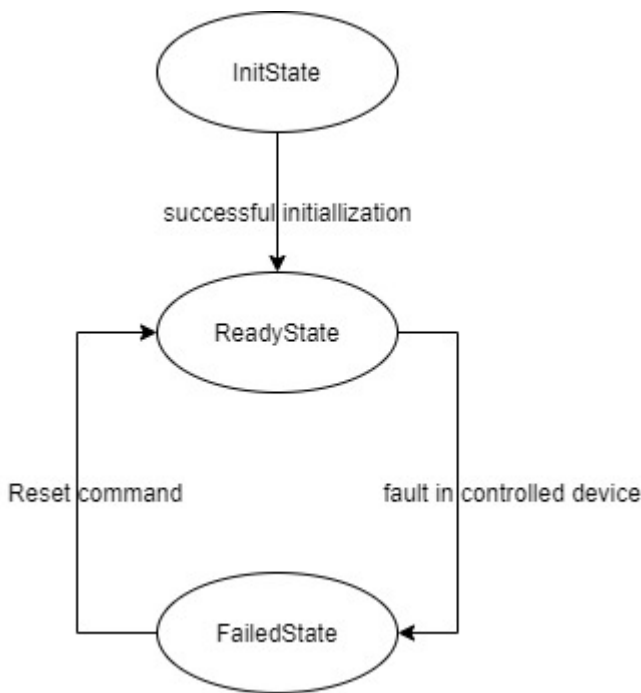 InitState
successful initiallization
ReadyState
Reset command
fault in controlled device
FailedState